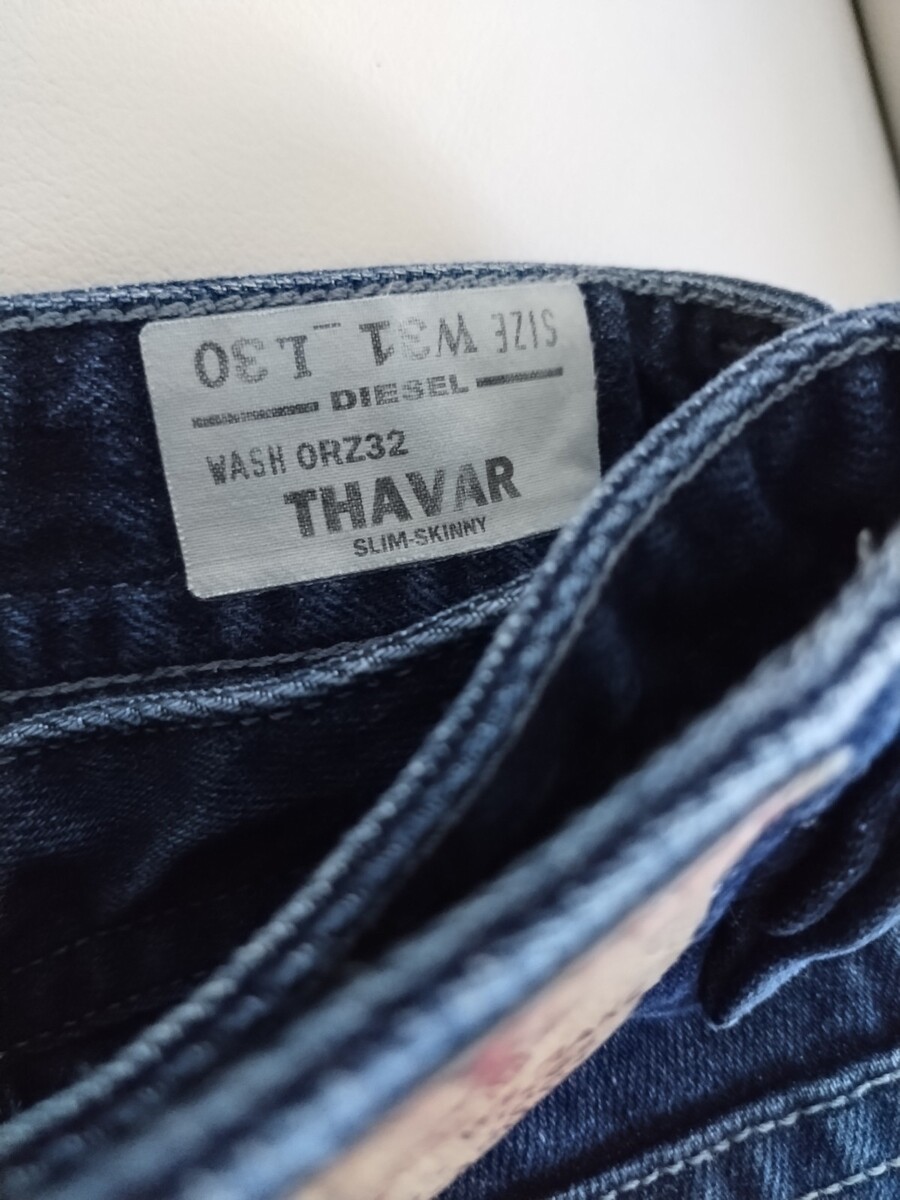 SIZE W31 L30
DIESEL
WASH 0RZ32
THAVAR
SLIM-SKINNY